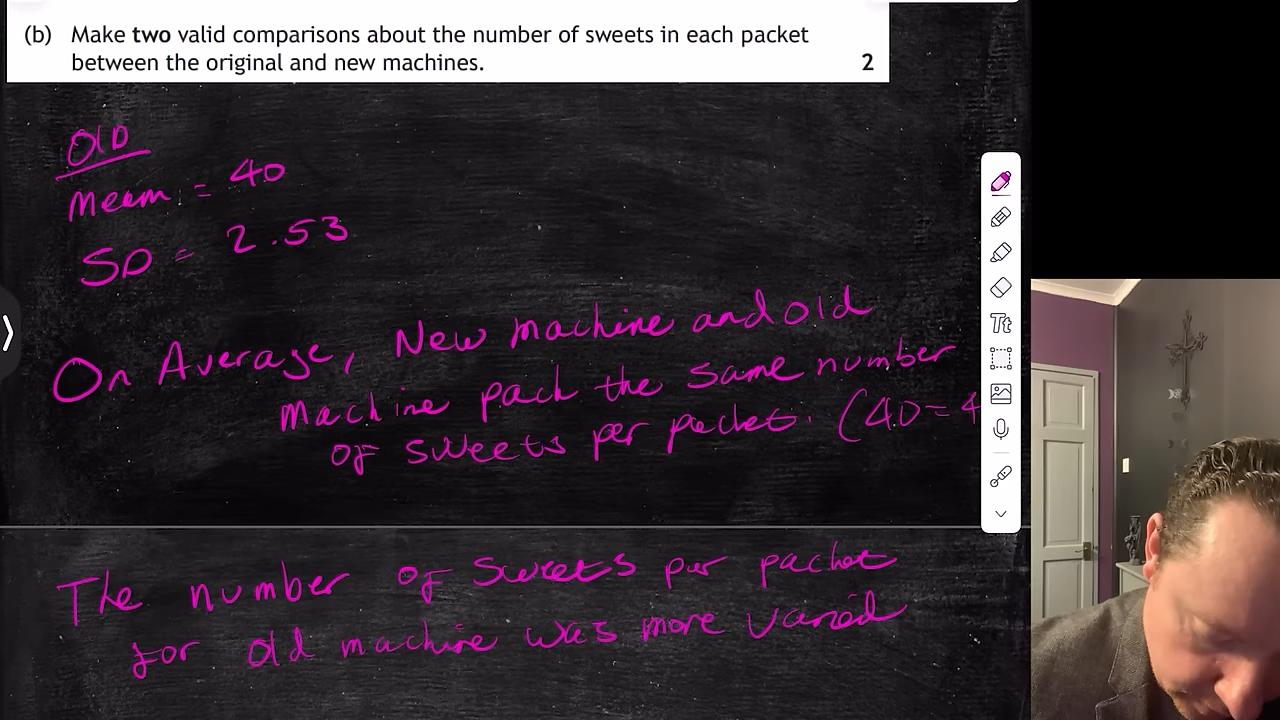 (b) Make two valid comparisons about the number of sweets in each packet
between the original and new machines.
2
OLD
Mean = 40
SD = 2.53
On Average, New machine and old
Machine pack the same number
of sweets per packet. (40=4
The number of sweets per packet
for old machine was more varied
Tt